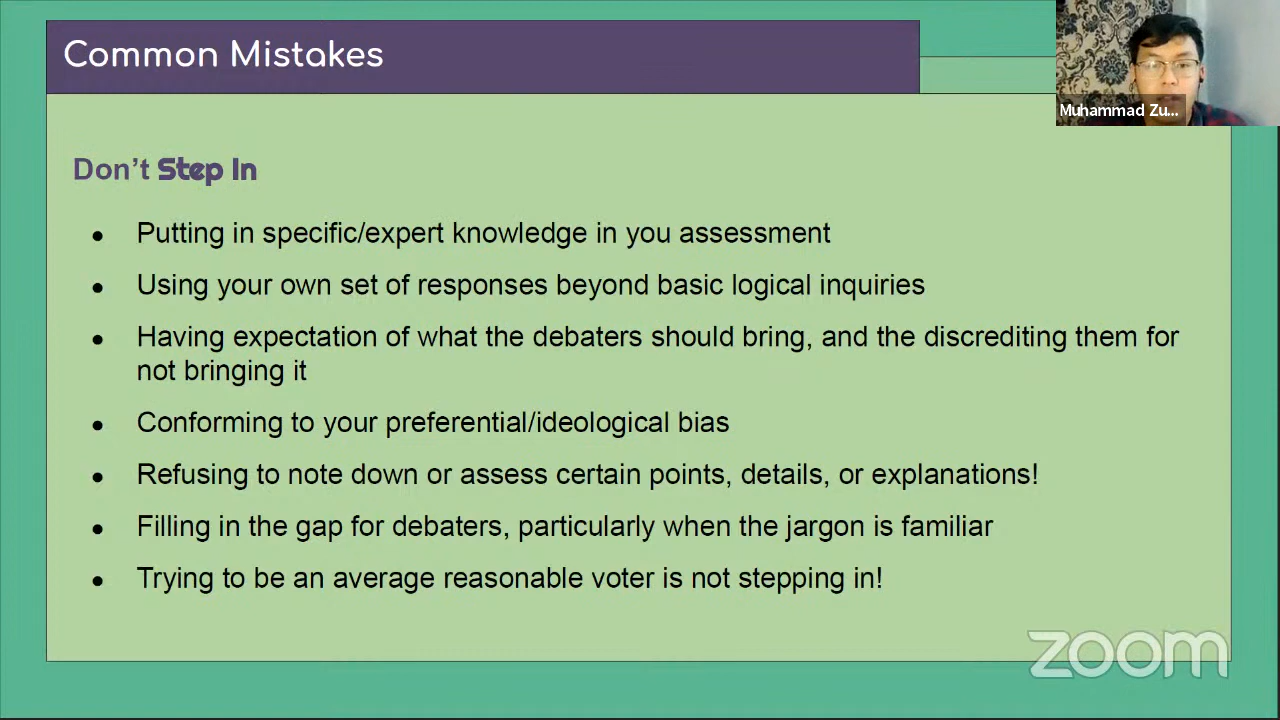 Common Mistakes
Muhammad Zu...
Don't Step In
● Putting in specific/expert knowledge in you assessment
● Using your own set of responses beyond basic logical inquiries
● Having expectation of what the debaters should bring, and the discrediting them for
not bringing it
● Conforming to your preferential/ideological bias
● Refusing to note down or assess certain points, details, or explanations!
● Filling in the gap for debaters, particularly when the jargon is familiar
● Trying to be an average reasonable voter is not stepping in!
zoom